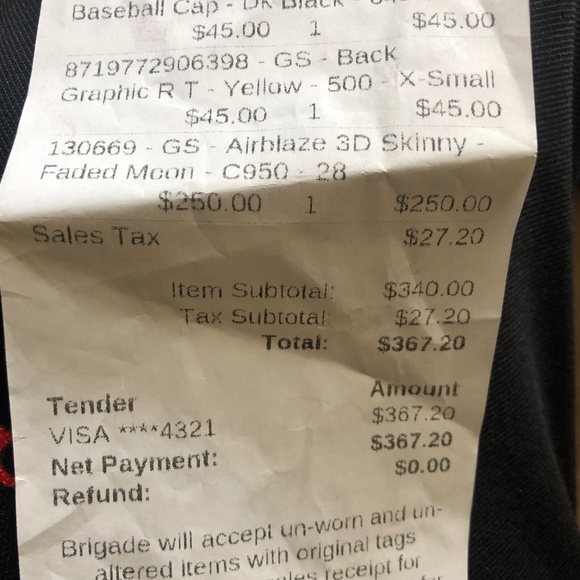 Baseball Cap - DK Black -
$45.00 1 $45.00
8719772906398 - GS - Back
Graphic R T - Yellow - 500 - X-Small
$45.00 1 $45.00
130669 - GS - Airblaze 3D Skinny -
Faded Moon - C950 - 28
$250.00 1 $250.00
Sales Tax $27.20
Item Subtotal: $340.00
Tax Subtotal: $27.20
Total: $367.20
Tender Amount
VISA ****4321 $367.20
Net Payment: $367.20
Refund: $0.00
Brigade will accept un-worn and un-
altered items with original tags
receipt for